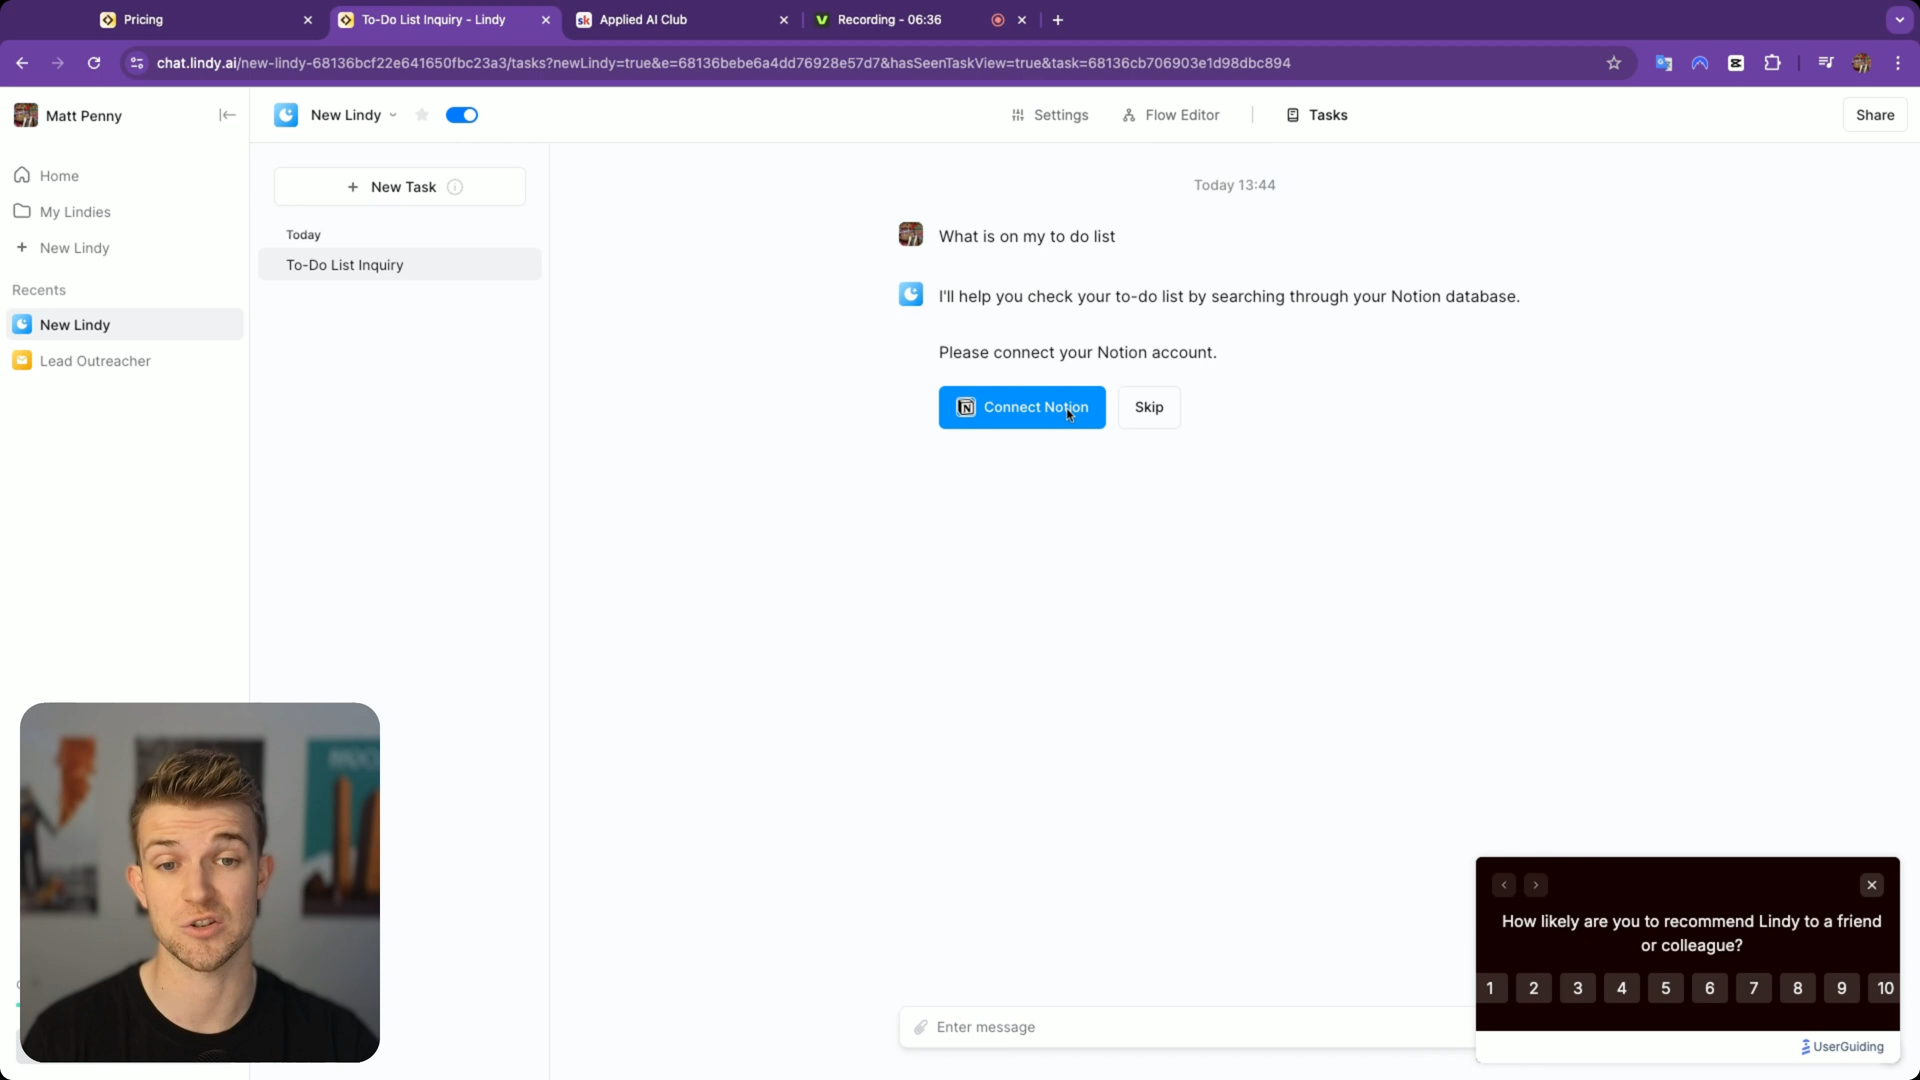 Pricing
To-Do List Inquiry - Lindy
sk Applied AI Club
Recording - 06:36
chat.lindy.ai/new-lindy-68136bcf22e641650fbc23a3/tasks?newLindy=true&e=68136bebe6a4dd76928e57d7&hasSeenTaskView=true&task=68136cb706903e1d98dbc894
Matt Penny
New Lindy
Settings
Flow Editor
Tasks
Share
Home
My Lindies
New Lindy
Recents
New Lindy
Lead Outreacher
New Task
Today
To-Do List Inquiry
Today 13:44
What is on my to do list
I'll help you check your to-do list by searching through your Notion database.
Please connect your Notion account.
Connect Notion
Skip
Enter message
How likely are you to recommend Lindy to a friend
or colleague?
1 2 3 4 5 6 7 8 9 10
UserGuiding